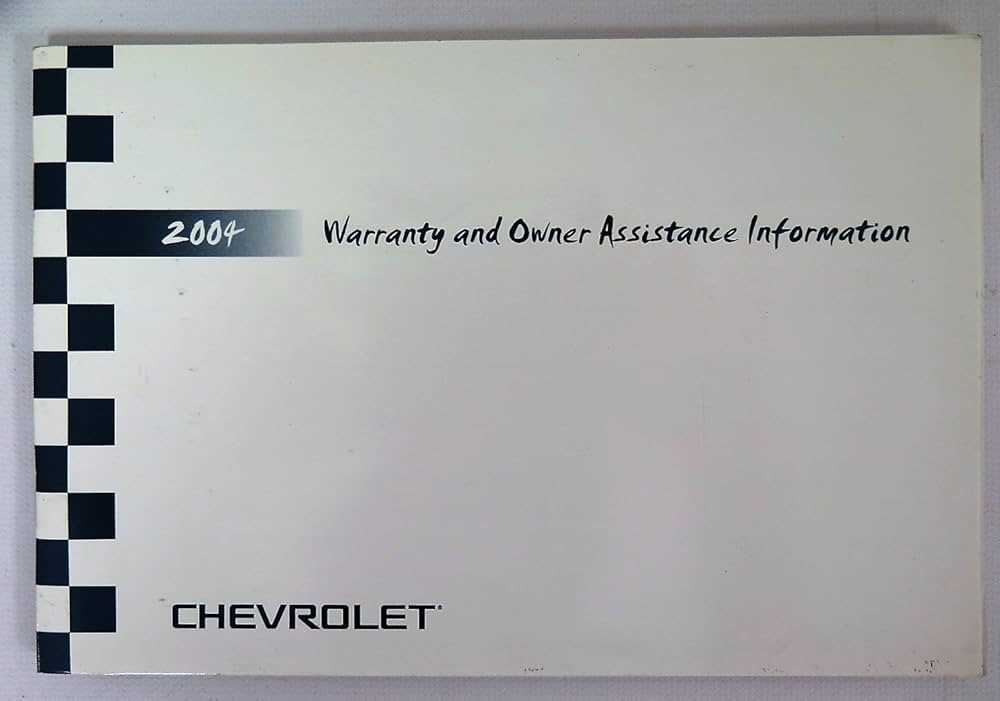 2004 Warranty and Owner Assistance Information
CHEVROLET®